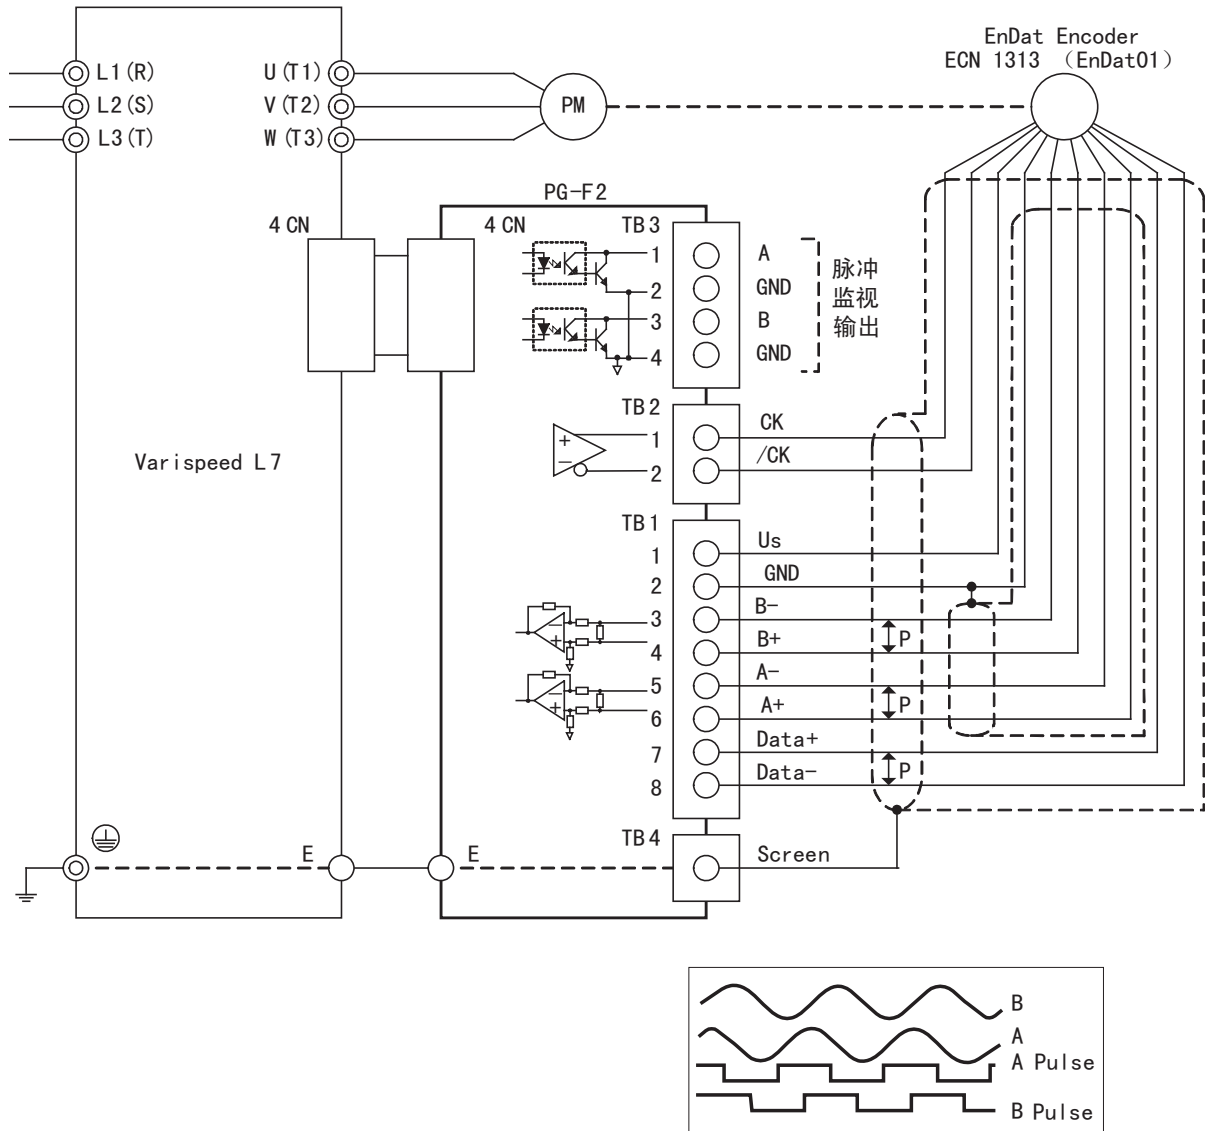 EnDat Encoder
ECN 1313 （EnDat01）
L1(R)
U(T1)
L2(S)
V(T2)
PM
L3(T)
W(T3)
PG-F2
4CN
4CN
TB3
1
A
2
GND
3
B
4
GND
脉冲
监视
输出
TB2
1
CK
2
/CK
Varispeed L7
TB1
1
Us
2
GND
3
B-
4
B+
P
5
A-
6
A+
P
7
Data+
8
Data-
P
TB4
E
E
Screen
B
A
A Pulse
B Pulse